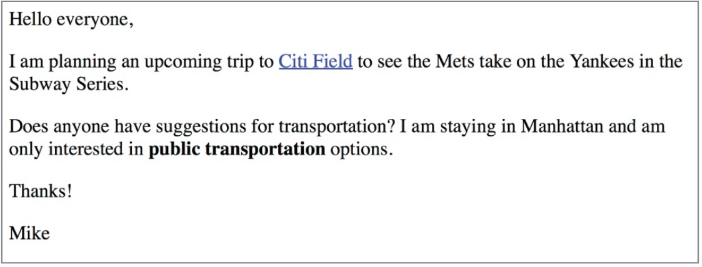 Hello everyone,
I am planning an upcoming trip to Citi Field to see the Mets take on the Yankees in the
Subway Series.
Does anyone have suggestions for transportation? I am staying in Manhattan and am
only interested in public transportation options.
Thanks!
Mike